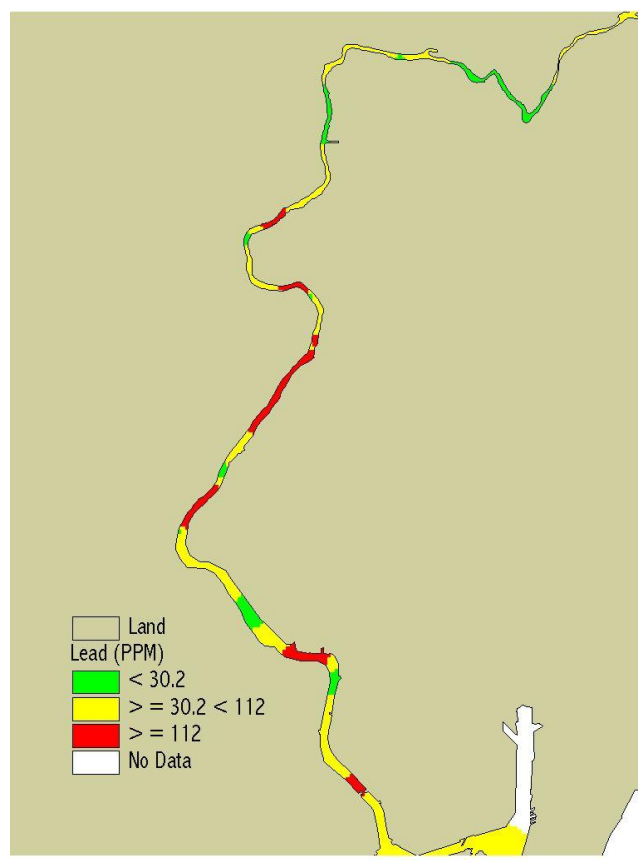 Land
Lead (PPM)
< 30.2
> = 30.2 < 112
> = 112
No Data